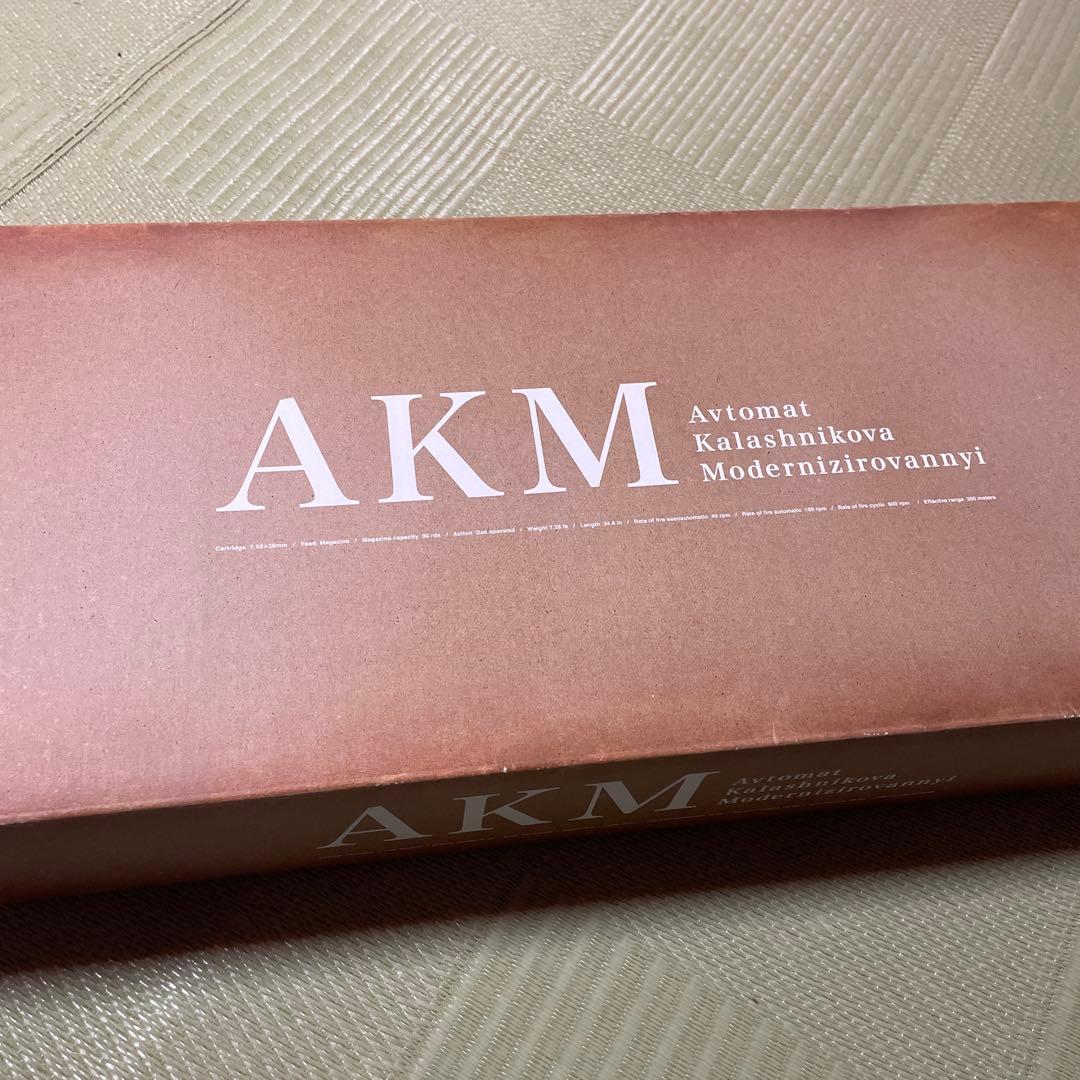 AKM
Avtomat
Kalashnikova
Modernizirovannyi
Cartridge 7.62×39mm / Feed Magazine / Magazine capacity 30 rds / Action Gas operated / Weight 7.28 lb / Length 34.6 in / Rate of fire semiautomatic 40 rpm / Rate of fire automatic 100 rpm / Rate of fire cyclic 600 rpm / Effective range 350 meters
AKM
Avtomat
Kalashnikova
Modernizirovannyi